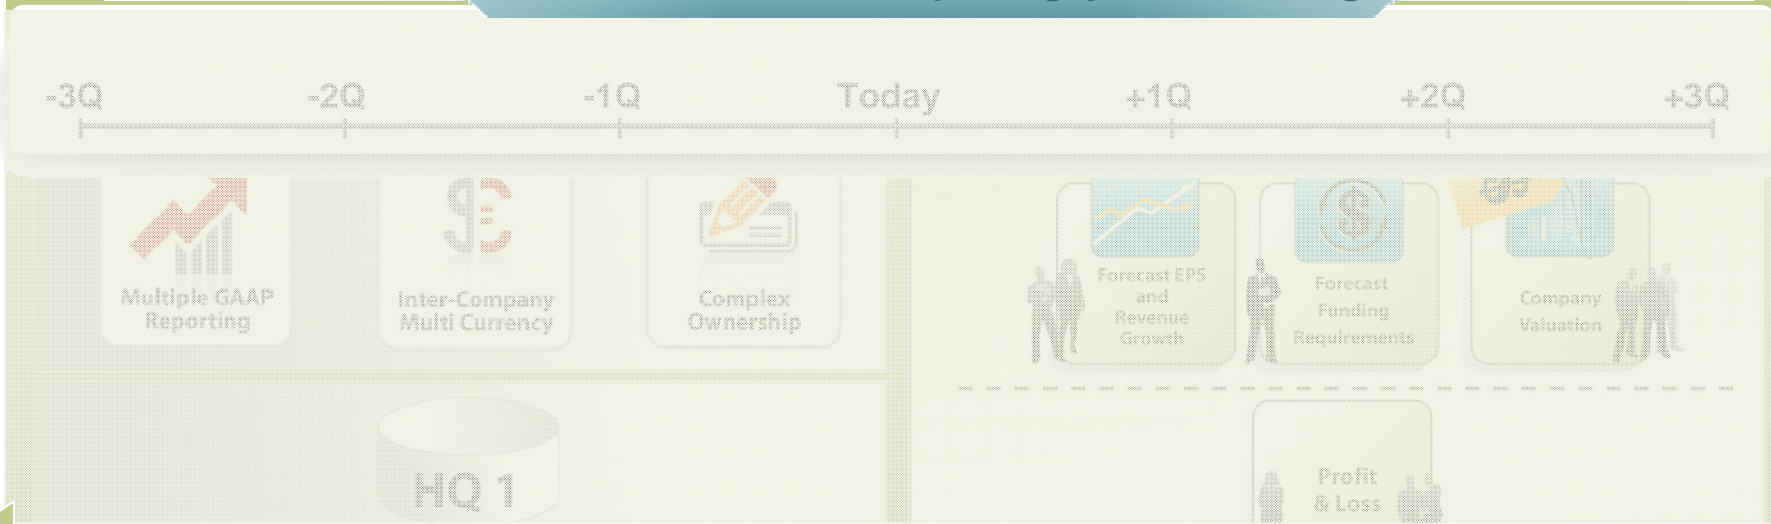 -3Q -2Q -1Q Today +1Q +2Q +3Q
Multiple GAAP
Reporting
Inter-Company
Multi Currency
Complex
Ownership
Forecast EPS
and
Revenue
Growth
Forecast
Funding
Requirements
Company
Valuation
HQ 1
Profit
& Loss